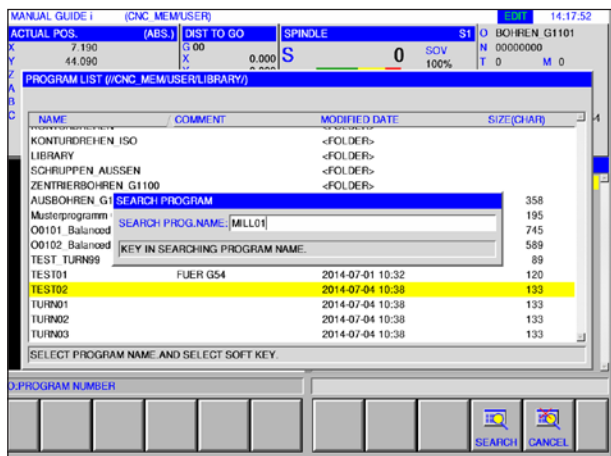 MANUAL GUIDE i (CNC_MEM/USER) EDIT 14:17:52
ACTUAL POS. (ABS.) DIST TO GO SPINDLE S1 O BOHREN_G1101
X 7.190 G 00 S 0 SOV N 00000000
Y 44.090 X 0.000 100% T 0 M 0
Z
PROGRAM LIST (//CNC_MEM/USER/LIBRARY/)
A
B
C
NAME COMMENT MODIFIED DATE SIZE(CHAR)
KONTURDREHEN
KONTURDREHEN_ISO <FOLDER>
LIBRARY <FOLDER>
SCHRUPPEN_AUSSEN <FOLDER>
ZENTRIERBOHREN_G1100 <FOLDER>
AUSBOHREN_G1 358
SEARCH PROGRAM
Musterprogramm 195
SEARCH PROG.NAME; MILL01
O0101_Balanced 745
O0102_Balanced 589
KEY IN SEARCHING PROGRAM NAME.
TEST_TURN99 89
TEST01 FUER G54 2014-07-01 10:32 120
TEST02 2014-07-04 10:38 133
TURN01 2014-07-04 10:38 133
TURN02 2014-07-04 10:38 133
TURN03 2014-07-04 10:38 133
SELECT PROGRAM NAME.AND SELECT SOFT KEY.
O:PROGRAM NUMBER
SEARCH CANCEL